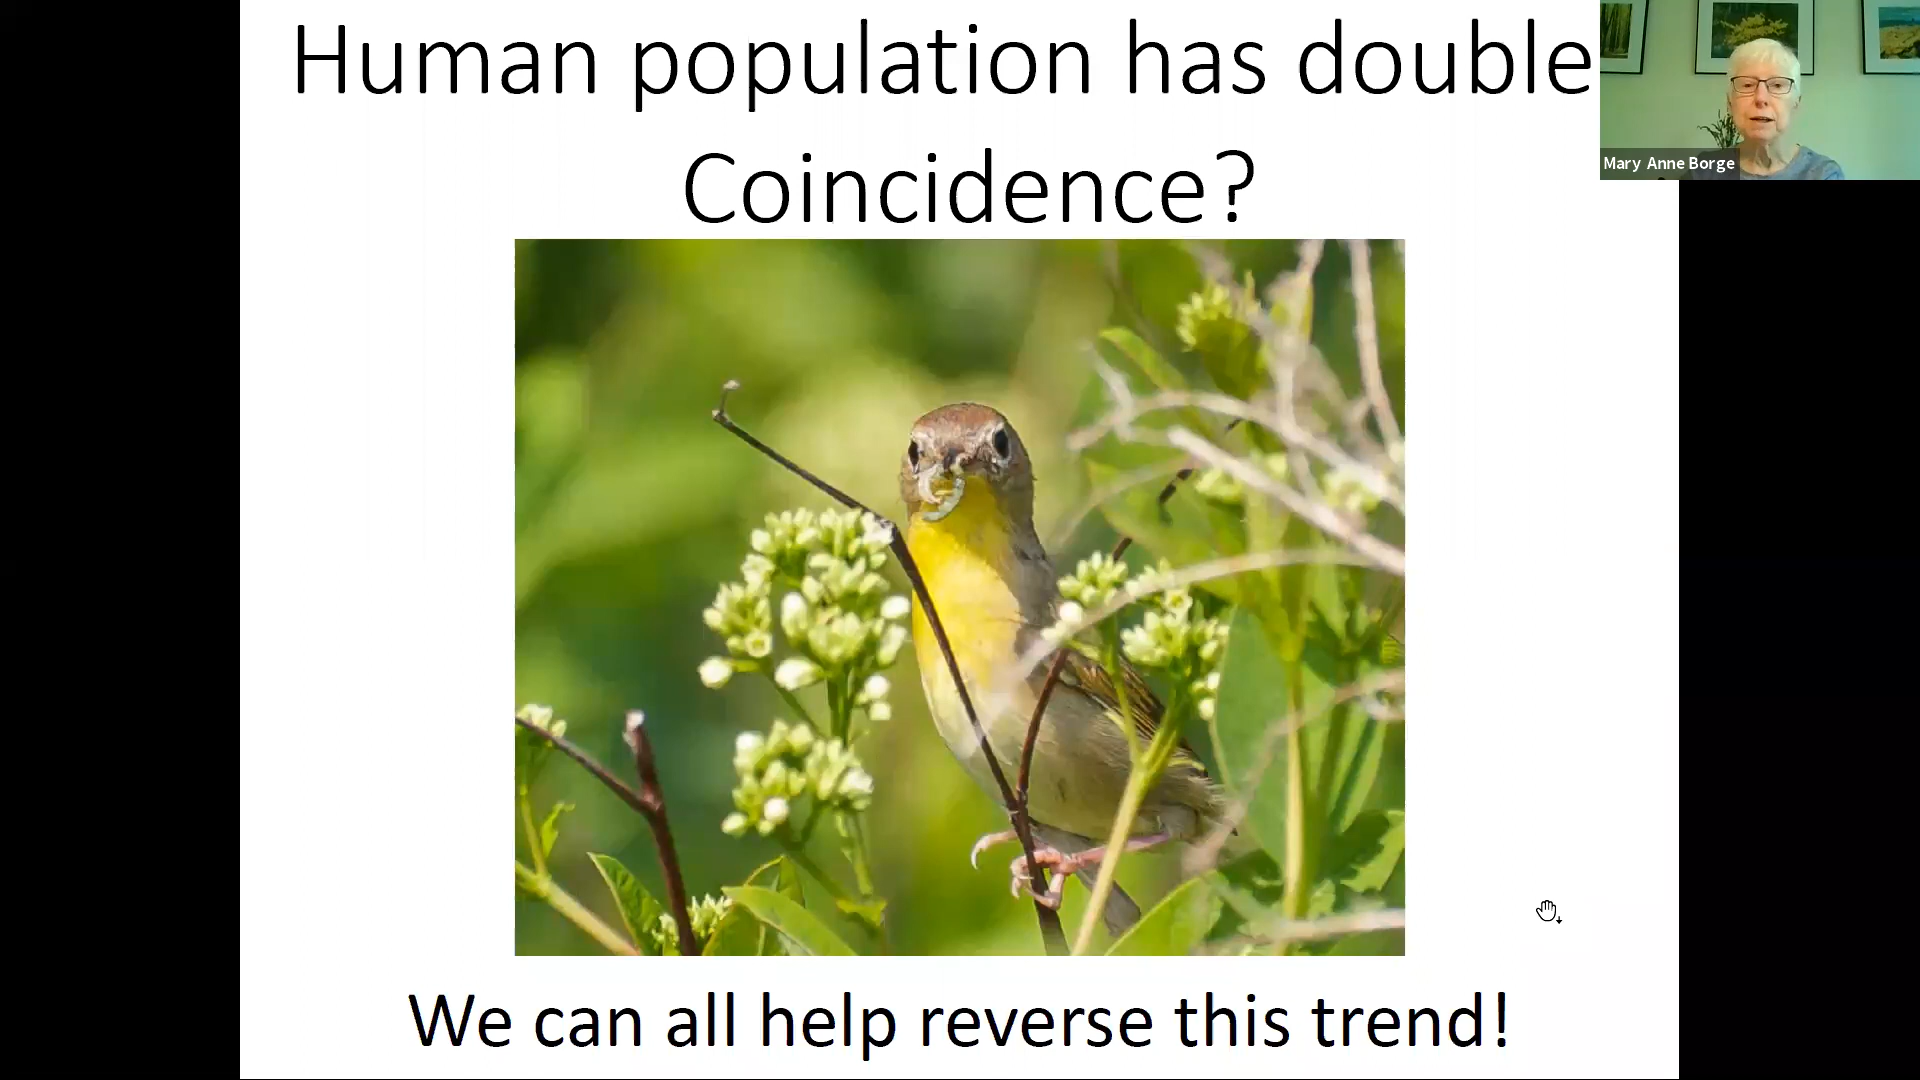 Human population has double
Coincidence?
Mary Anne Borge
We can all help reverse this trend!